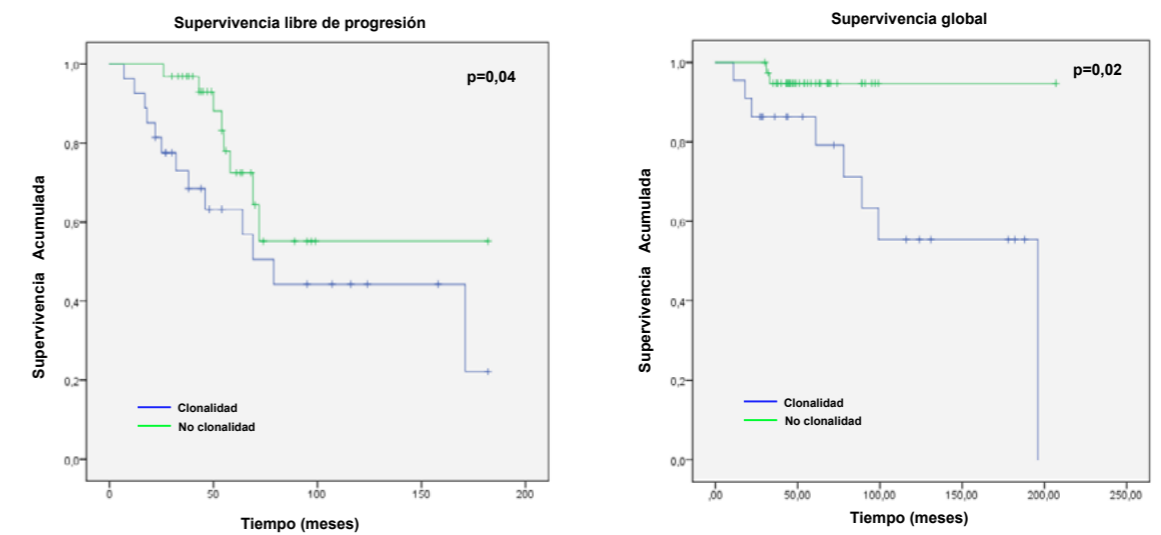 Supervivencia libre de progresión
p=0,04
Supervivencia Acumulada
1,0
0,8
0,6
0,4
0,2
0,0
Clonalidad
No clonalidad
0
50
100
150
200
Tiempo (meses)
Supervivencia global
p=0,02
Supervivencia Acumulada
1,0
0,8
0,6
0,4
0,2
0,0
Clonalidad
No clonalidad
,00
50,00
100,00
150,00
200,00
250,00
Tiempo (meses)